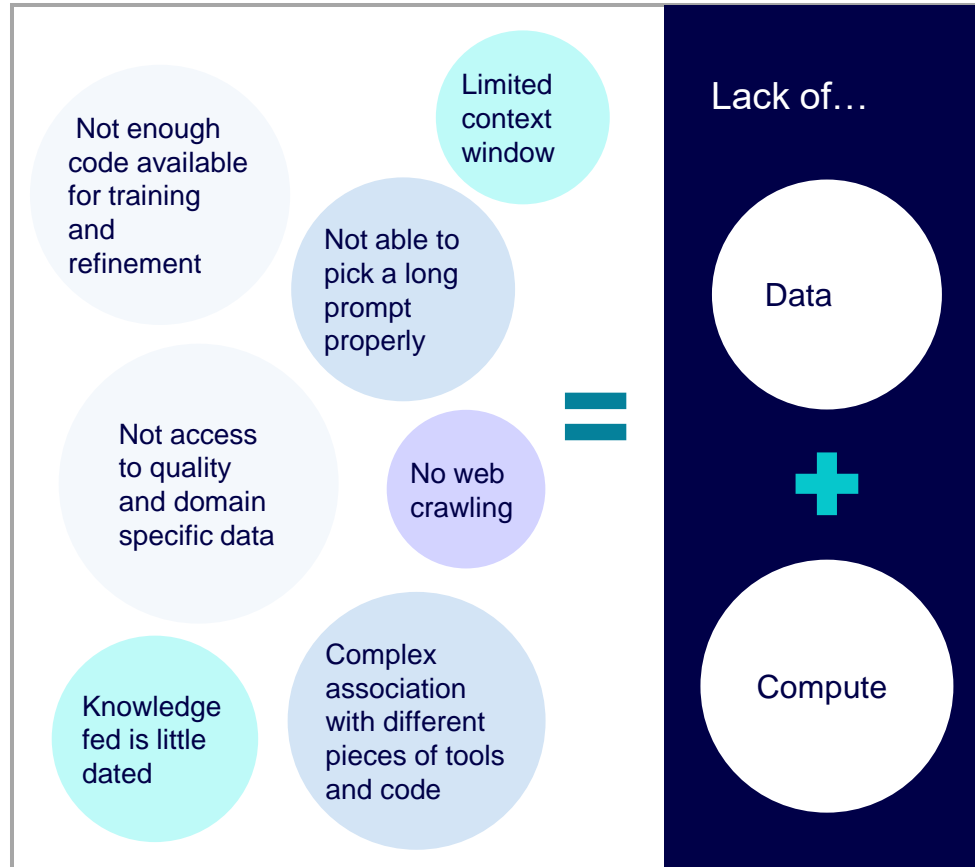 Not enough
code available
for training
and
refinement
Limited
context
window
Not able to
pick a long
prompt
properly
Not access
to quality
and domain
specific data
No web
crawling
Knowledge
fed is little
dated
Complex
association
with different
pieces of tools
and code
=
Lack of…
Data
+
Compute